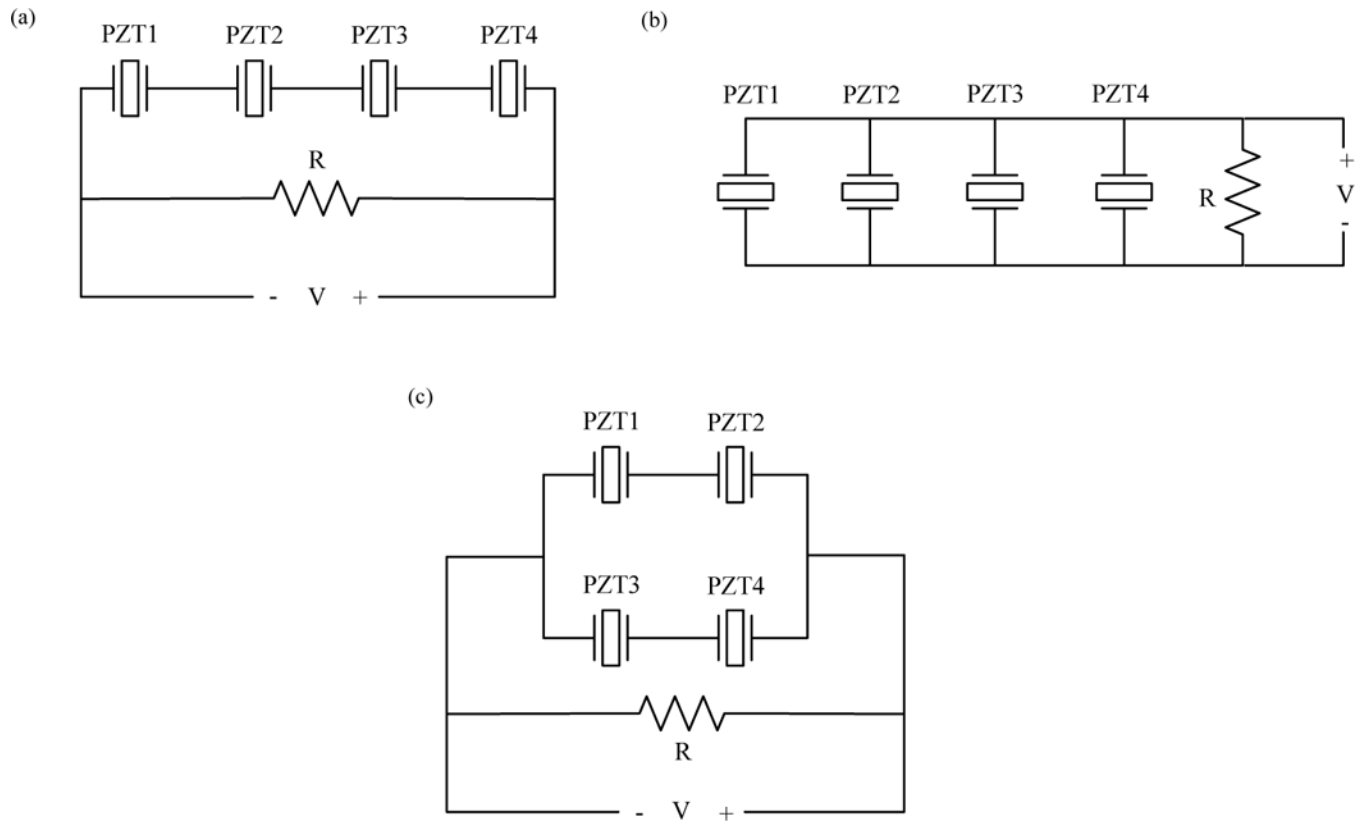 (a)
PZT1 PZT2 PZT3 PZT4
R
- V +
(b)
PZT1 PZT2 PZT3 PZT4
R
+
V
-
(c)
PZT1 PZT2
PZT3 PZT4
R
- V +